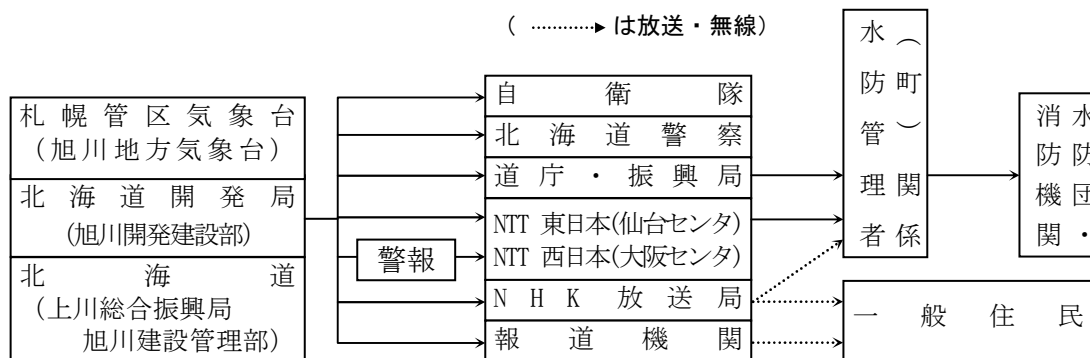 ( ┈┈▸ は放送・無線)
札幌管区気象台
(旭川地方気象台)
北海道開発局
(旭川開発建設部)
北海道
(上川総合振興局
旭川建設管理部)
警報
自衛隊
北海道警察
道庁・振興局
NTT 東日本(仙台センタ)
NTT 西日本(大阪センタ)
NHK放送局
報道機関
水防管理者
(町)関係
水防団・
消防機関
一般住民